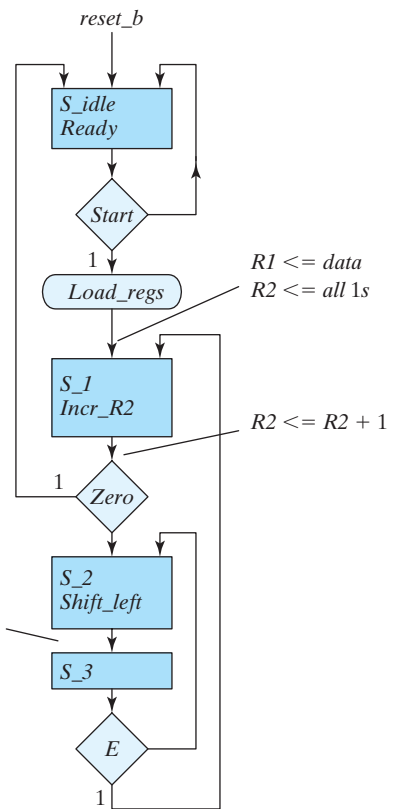 reset_b
S_idle
Ready
Start
1
Load_regs
R1 <= data
R2 <= all 1s
S_1
Incr_R2
R2 <= R2 + 1
1
Zero
S_2
Shift_left
S_3
E
1